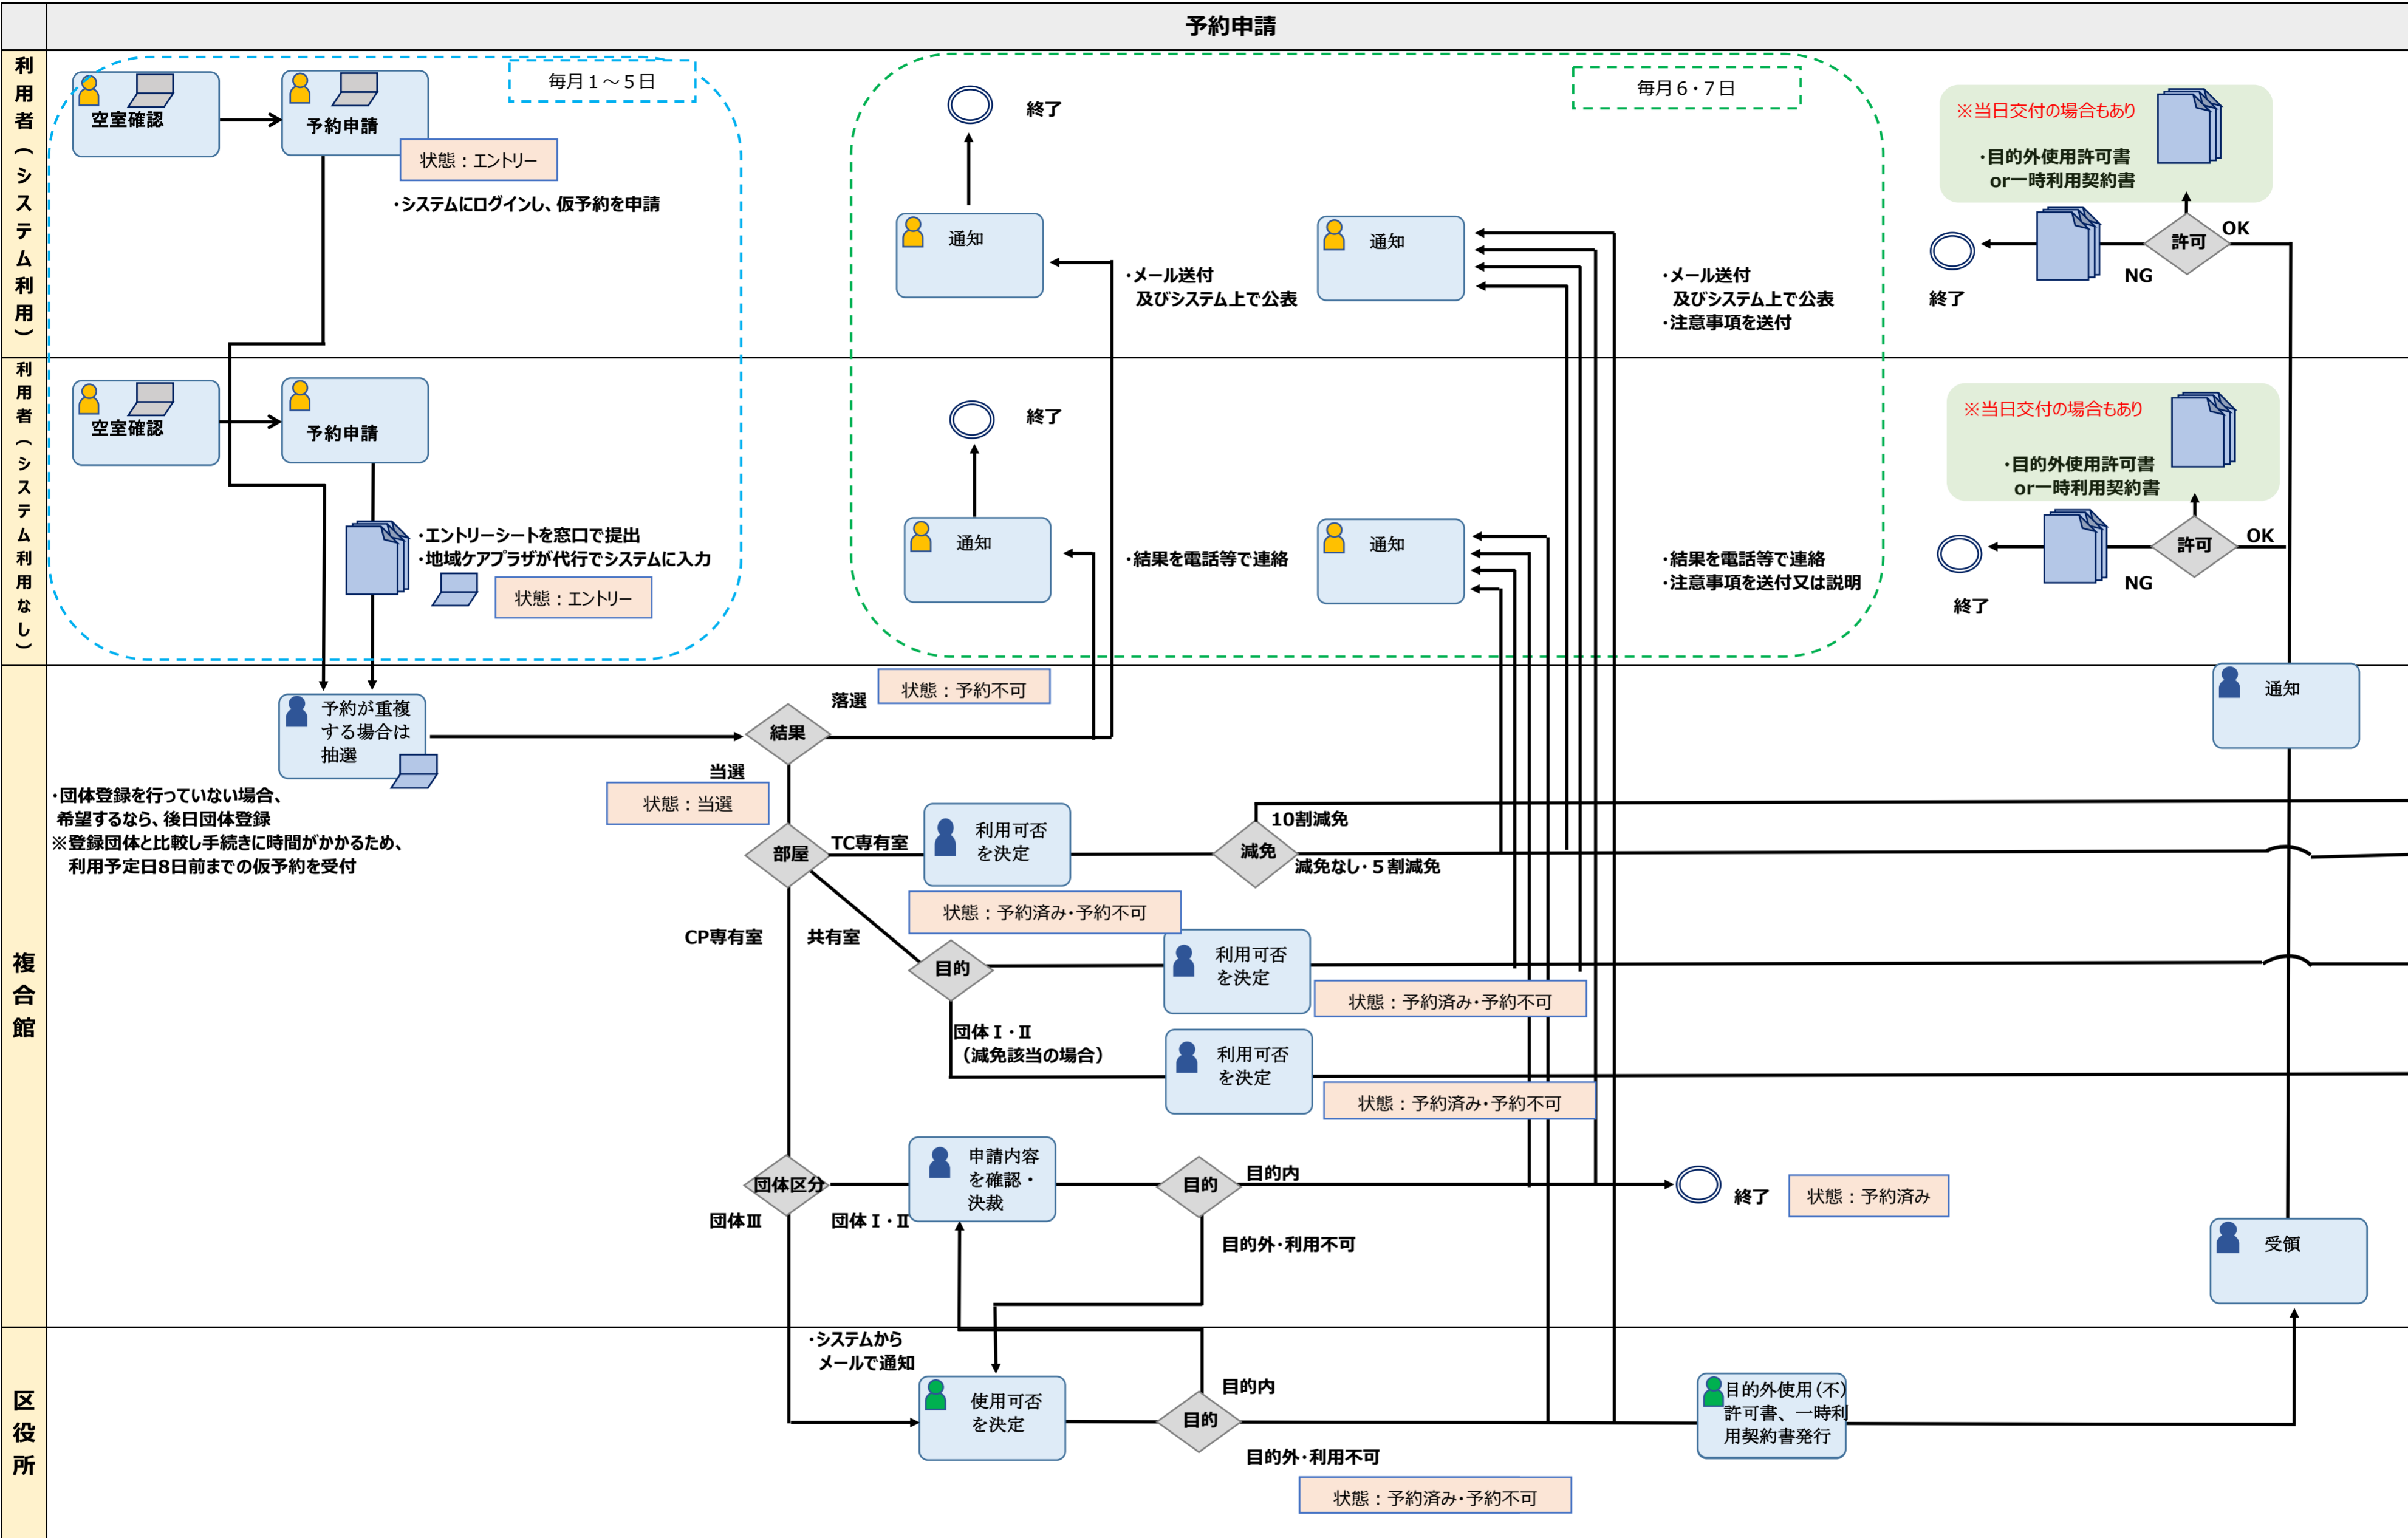 予約申請
利用者（システム利用）
毎月１～５日
毎月６・７日
空室確認
予約申請
状態：エントリー
・システムにログインし、仮予約を申請
終了
通知
・メール送付
及びシステム上で公表
通知
・メール送付
及びシステム上で公表
・注意事項を送付
※当日交付の場合もあり
・目的外使用許可書
or一時利用契約書
許可
OK
NG
終了
利用者（システム利用なし）
空室確認
予約申請
・エントリーシートを窓口で提出
・地域ケアプラザが代行でシステムに入力
状態：エントリー
終了
通知
・結果を電話等で連絡
通知
・結果を電話等で連絡
・注意事項を送付又は説明
※当日交付の場合もあり
・目的外使用許可書
or一時利用契約書
許可
OK
NG
終了
複合館
予約が重複
する場合は
抽選
・団体登録を行っていない場合、
希望するなら、後日団体登録
※登録団体と比較し手続きに時間がかかるため、
利用予定日8日前までの仮予約を受付
結果
落選
状態：予約不可
当選
状態：当選
部屋
TC専有室
利用可否
を決定
状態：予約済み・予約不可
減免
10割減免
減免なし・５割減免
CP専有室
共有室
目的
利用可否
を決定
状態：予約済み・予約不可
団体Ⅰ・Ⅱ
（減免該当の場合）
利用可否
を決定
状態：予約済み・予約不可
団体区分
団体Ⅲ
団体Ⅰ・Ⅱ
申請内容
を確認・
決裁
目的
目的内
目的外・利用不可
終了
状態：予約済み
通知
受領
区役所
・システムから
メールで通知
使用可否
を決定
目的
目的内
目的外・利用不可
状態：予約済み・予約不可
目的外使用（不）
許可書、一時利
用契約書発行